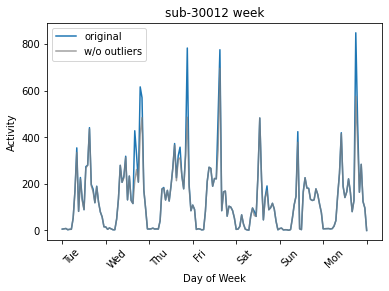 sub-30012 week
original
w/o outliers
Activity
800
600
400
200
0
Tue
Wed
Thu
Fri
Sat
Sun
Mon
Day of Week